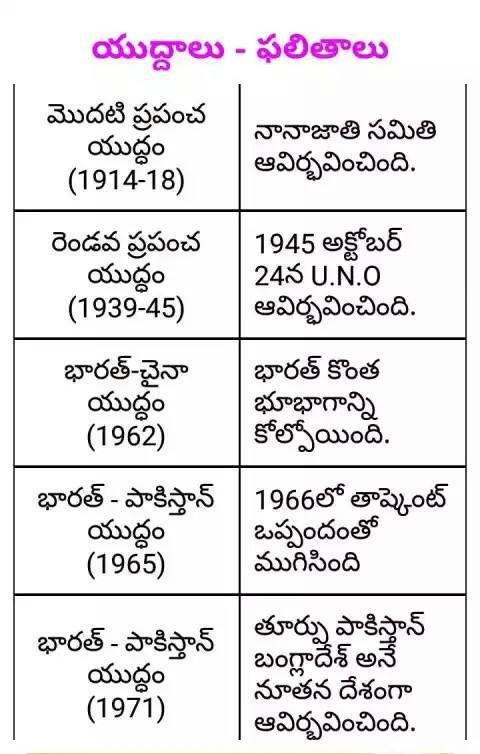 యుద్దాలు - ఫలితాలు
మొదటి ప్రపంచ
యుద్ధం
(1914-18)
నానాజాతి సమితి
ఆవిర్భవించింది.
రెండవ ప్రపంచ
యుద్ధం
(1939-45)
1945 అక్టోబర్
24న U.N.O
ఆవిర్భవించింది.
భారత్-చైనా
యుద్ధం
(1962)
భారత్ కొంత
భూభాగాన్ని
కోల్పోయింది.
భారత్ - పాకిస్తాన్
యుద్ధం
(1965)
1966లో తాష్కెంట్
ఒప్పందంతో
ముగిసింది
భారత్ - పాకిస్తాన్
యుద్ధం
(1971)
తూర్పు పాకిస్తాన్
బంగ్లాదేశ్ అనే
నూతన దేశంగా
ఆవిర్భవించింది.